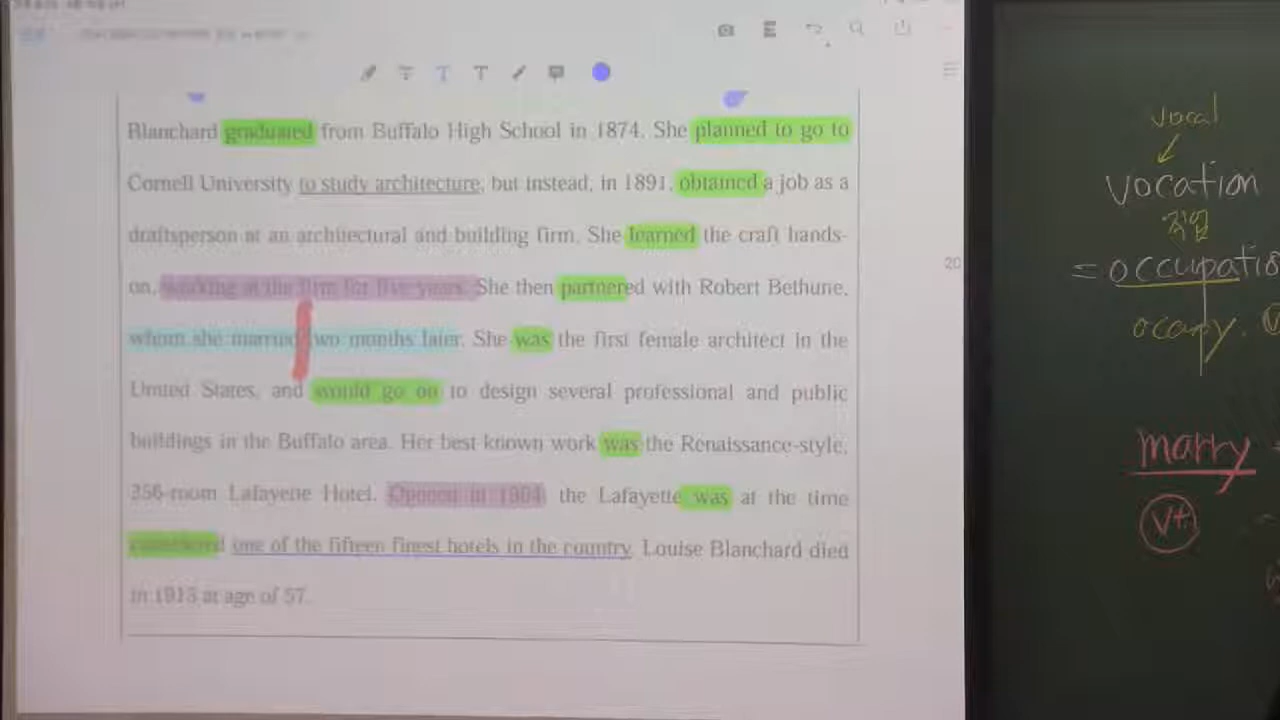 Blanchard graduated from Buffalo High School in 1874. She planned to go to
Cornell University to study architecture, but instead, in 1891, obtained a job as a
draftsperson at an architectural and building firm. She learned the craft hands-
on, working at the firm for five years. She then partnered with Robert Bethune,
whom she married two months later. She was the first female architect in the
United States, and would go on to design several professional and public
buildings in the Buffalo area. Her best known work was the Renaissance-style,
356-room Lafayette Hotel. Opened in 1904, the Lafayette was at the time
considered one of the fifteen finest hotels in the country. Louise Blanchard died
in 1913 at age of 57.
20
vocal
vocation
직업
= occupatio
occupy.
marry
vt